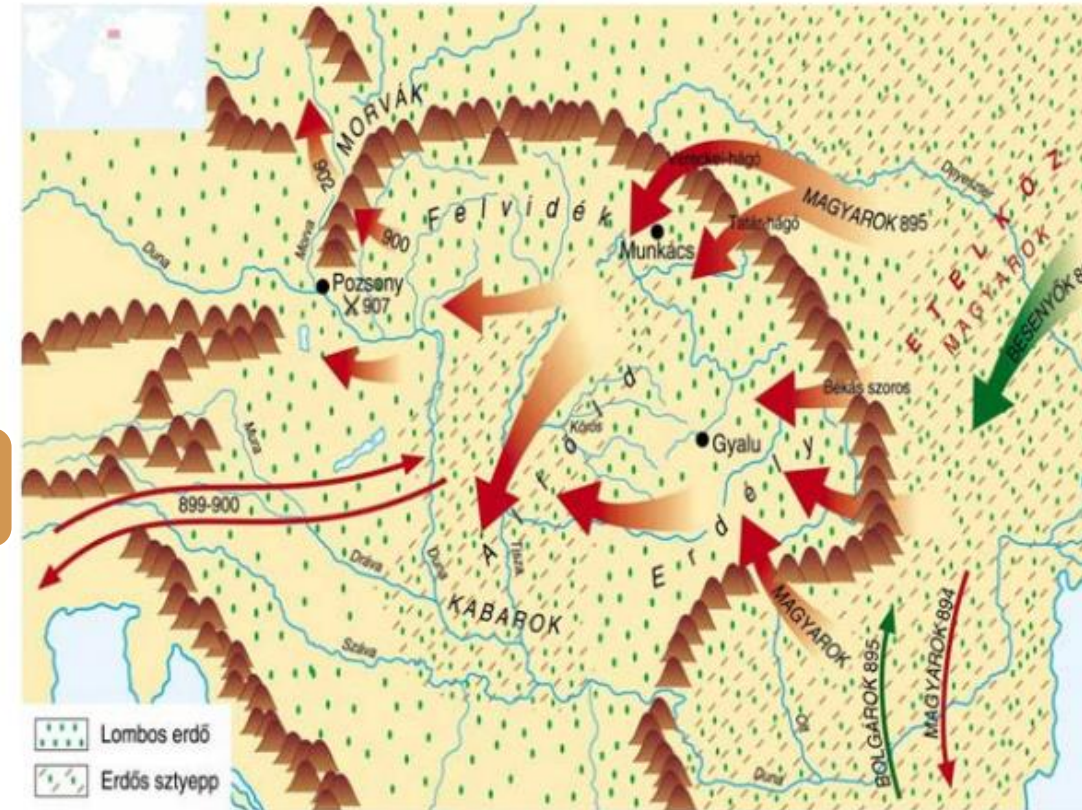 MORVÁK
902
Vereckei-hágó
Dnyeszter
Felvidék
MAGYAROK 895
ETELKÖZ
Morva
900
Tatár-hágó
Munkács
MAGYAROK
Duna
Pozsony
907
BESENYŐK
Békás szoros
Alföld
Körös
Gyalu
Mura
899-900
Erdély
Dráva
Duna
Tisza
KABAROK
MAGYAROK
Száva
BOLGÁROK 895
MAGYAROK 894
Olt
Duna
Lombos erdő
Erdős sztyepp